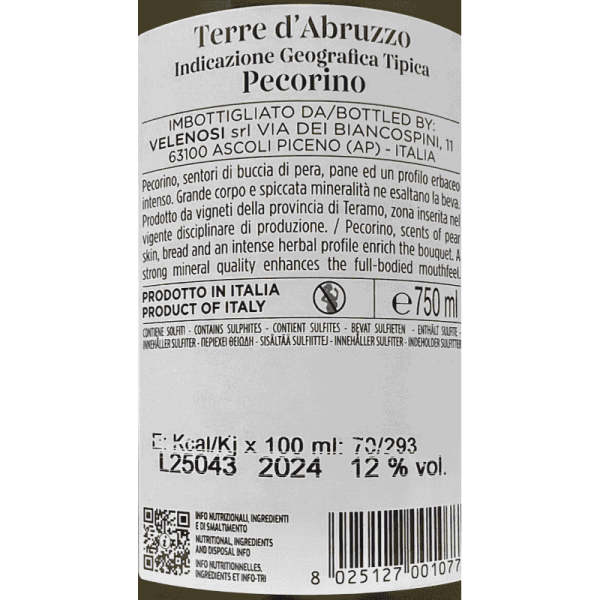 Terre d'Abruzzo
Indicazione Geografica Tipica
Pecorino
IMBOTTIGLIATO DA/BOTTLED BY:
VELENOSI srl VIA DEI BIANCOSPINI, 11
63100 ASCOLI PICENO (AP) - ITALIA
Pecorino, sentori di buccia di pera, pane ed un profilo erbaceo
intenso. Grande corpo e spiccata mineralità ne esaltano la beva.
Prodotto da vigneti della provincia di Teramo, zona inserita nel
vigente disciplinare di produzione. / Pecorino, scents of pear
skin, bread and an intense herbal profile enrich the bouquet. A
strong mineral quality enhances the full-bodied mouthfeel.
PRODOTTO IN ITALIA
PRODUCT OF ITALY
e 750 ml
CONTIENE SOLFITI - CONTAINS SULPHITES - CONTIENT SULFITES - BEVAT SULFIETEN - ENTHÄLT SULFITE -
INNEHÅLLER SULFITER - ΠΕΡΙΕΧΕΙ ΘΕΙΩΔΗ - SISÄLTÄÄ SULFIITTEJ - INNEHÅLLER SULFITER - INDEHOLDER SULFITTER
E: Kcal/Kj x 100 ml: 70/293
L25043 2024 12 % vol.
INFO NUTRIZIONALI, INGREDIENTI
E DI SMALTIMENTO
NUTRITIONAL, INGREDIENTS
AND DISPOSAL INFO
INFO NUTRITIONNELLES,
INGRÉDIENTS ET INFO-TRI
8 025127 001077